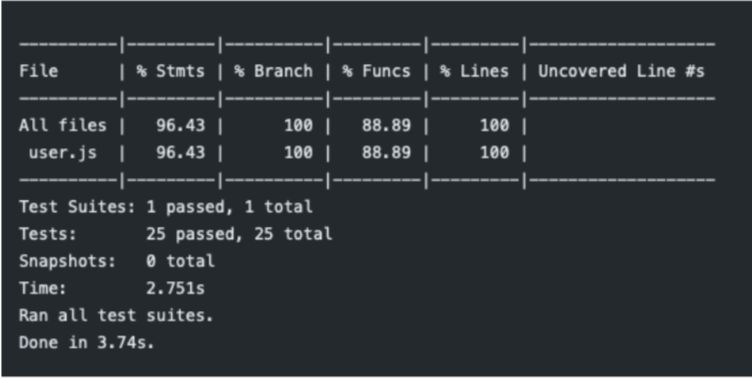 ----------|---------|----------|---------|---------|-------------------
File      | % Stmts | % Branch | % Funcs | % Lines | Uncovered Line #s
----------|---------|----------|---------|---------|-------------------
All files |   96.43 |      100 |   88.89 |     100 |
 user.js  |   96.43 |      100 |   88.89 |     100 |
----------|---------|----------|---------|---------|-------------------
Test Suites: 1 passed, 1 total
Tests:       25 passed, 25 total
Snapshots:   0 total
Time:        2.751s
Ran all test suites.
Done in 3.74s.